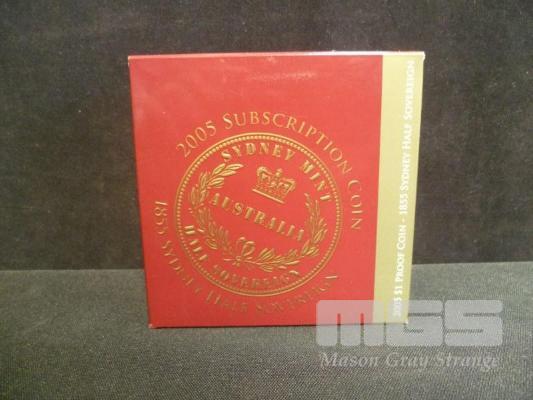 2005 SUBSCRIPTION COIN
SYDNEY MINT
AUSTRALIA
HALF SOVEREIGN
1855 SYDNEY HALF SOVEREIGN
2005 $1 PROOF COIN - 1855 SYDNEY HALF SOVEREIGN
MGS
Mason Gray Strange